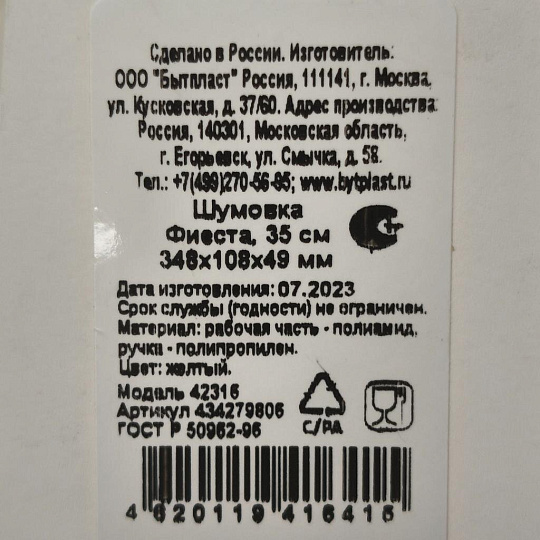 Сделано в России. Изготовитель:
ООО "Бытпласт" Россия, 111141, г. Москва,
ул. Кусковская, д. 37/60. Адрес производства:
Россия, 140301, Московская область,
г. Егорьевск, ул. Смычка, д. 58.
Тел.: +7(499)270-56-85; www.bytplast.ru
Шумовка
Фиеста, 35 см
348x108x49 мм
Дата изготовления: 07.2023
Срок службы (годности) не ограничен.
Материал: рабочая часть - полиамид,
ручка - полипропилен.
Цвет: желтый.
Модель 42316
Артикул 434279806
ГОСТ Р 50962-96
С/РА
4 620119 416415